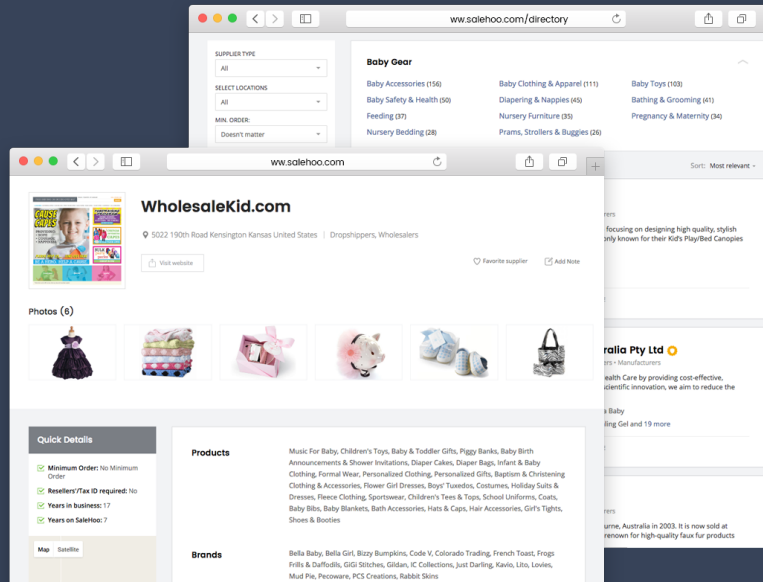 ww.salehoo.com/directory
SUPPLIER TYPE
All
SELECT LOCATIONS
All
MIN. ORDER:
Doesn't matter
Baby Gear
Baby Accessories (156)
Baby Clothing & Apparel (111)
Baby Toys (103)
Baby Safety & Health (50)
Diapering & Nappies (45)
Bathing & Grooming (41)
Feeding (37)
Nursery Furniture (35)
Pregnancy & Maternity (34)
Nursery Bedding (28)
Prams, Strollers & Buggies (26)
Sort: Most relevant
rers
focusing on designing high quality, stylish
only known for their Kid's Play/Bed Canopies
ralia Pty Ltd
ers • Manufacturers
ealth Care by providing cost-effective,
scientific innovation, we aim to reduce the
a Baby
ling Gel and 19 more
rers
urne, Australia in 2003. It is now sold at
renown for high-quality faux fur products
ww.salehoo.com
WholesaleKid.com
5022 190th Road Kensington Kansas United States | Dropshippers, Wholesalers
Visit website
Favorite supplier
Add Note
CAUSE
CAPES
Photos (6)
Quick Details
Minimum Order: No Minimum
Order
Resellers'/Tax ID required: No
Years in business: 17
Years on SaleHoo: 7
Map
Satellite
Products
Music For Baby, Children's Toys, Baby & Toddler Gifts, Piggy Banks, Baby Birth
Announcements & Shower Invitations, Diaper Cakes, Diaper Bags, Infant & Baby
Clothing, Formal Wear, Personalized Clothing, Personalized Gifts, Baptism & Christening
Clothing & Accessories, Flower Girl Dresses, Boys' Tuxedos, Costumes, Holiday Suits &
Dresses, Fleece Clothing, Sportswear, Children's Tees & Tops, School Uniforms, Coats,
Baby Bibs, Baby Blankets, Bath Accessories, Hats & Caps, Hair Accessories, Girl's Tights,
Shoes & Booties
Brands
Bella Baby, Bella Girl, Bizzy Bumpkins, Code V, Colorado Trading, French Toast, Frogs
Frills & Daffodils, GiGi Stitches, Gildan, IC Collections, Just Darling, Kavio, Lito, Lovies,
Mud Pie, Pecoware, PCS Creations, Rabbit Skins